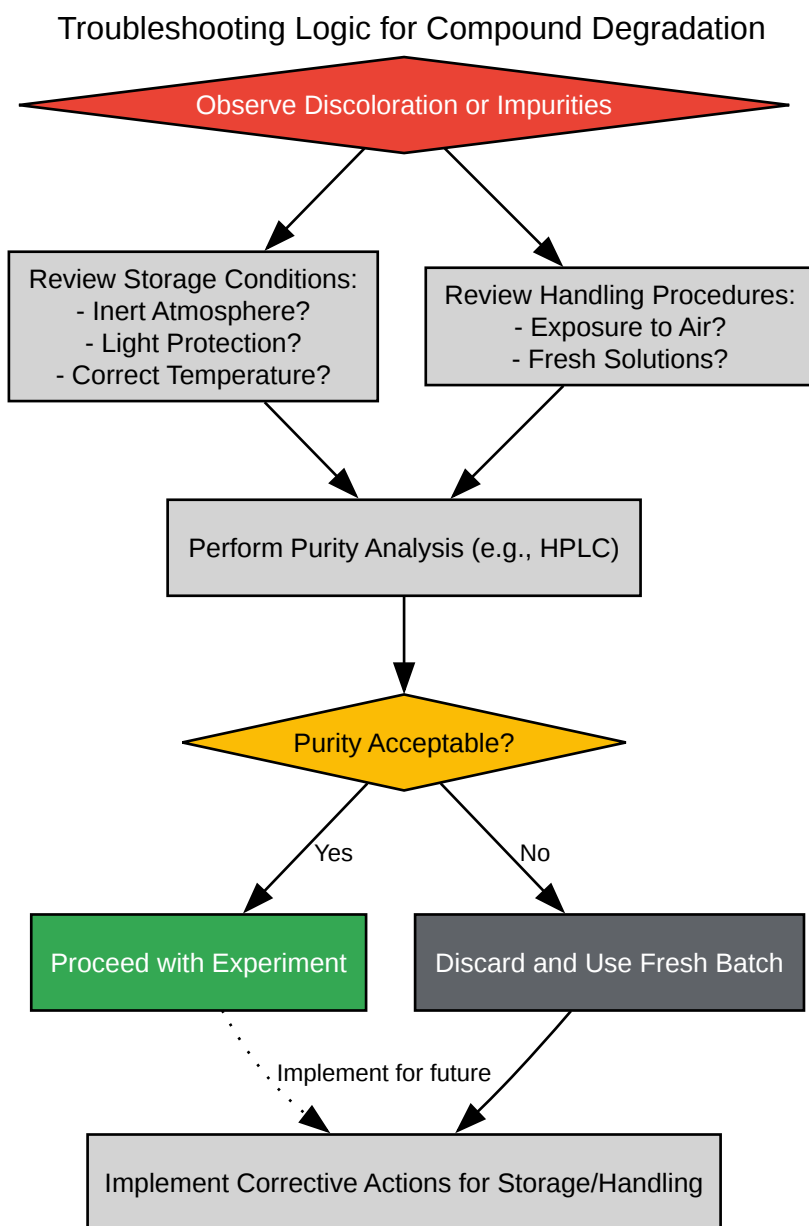 Troubleshooting Logic for Compound Degradation
Observe Discoloration or Impurities
Review Storage Conditions:
- Inert Atmosphere?
- Light Protection?
- Correct Temperature?
Review Handling Procedures:
- Exposure to Air?
- Fresh Solutions?
Perform Purity Analysis (e.g., HPLC)
Purity Acceptable?
Yes
No
Proceed with Experiment
Discard and Use Fresh Batch
Implement for future
Implement Corrective Actions for Storage/Handling